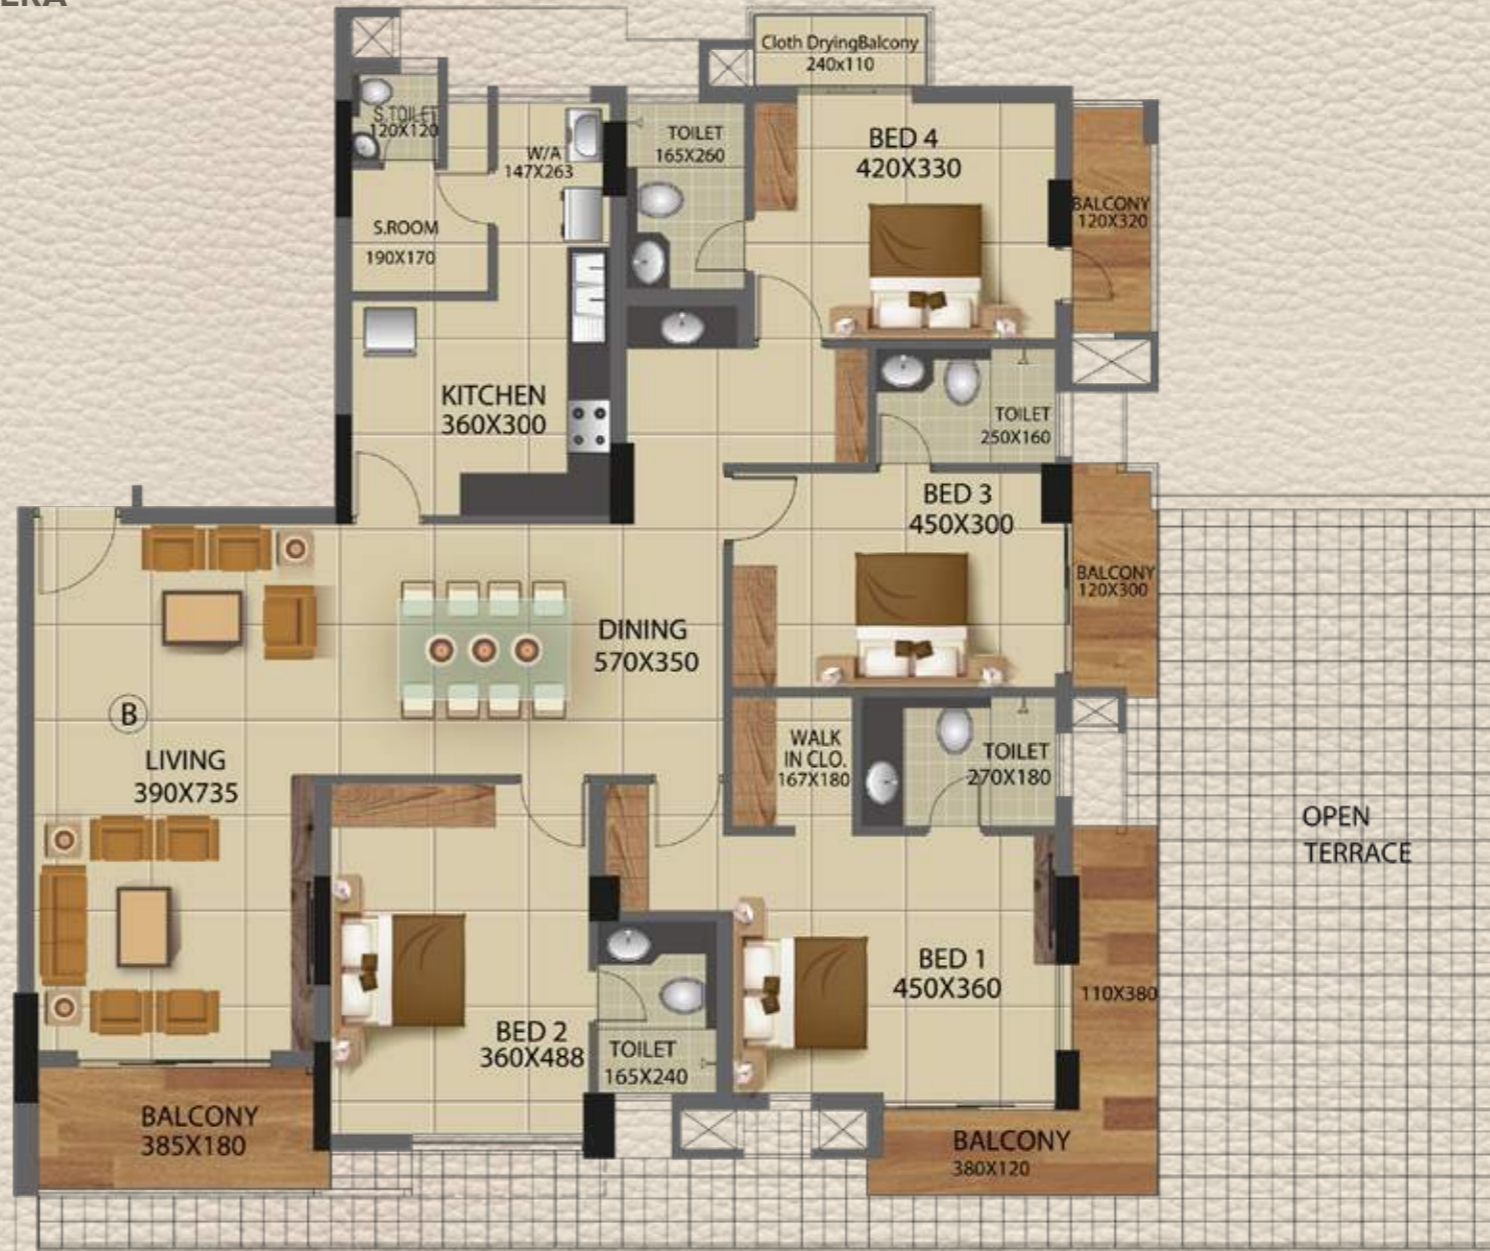 Cloth DryingBalcony
240x110
S.TOILET
120X120
W/A
147X263
TOILET
165X260
BED 4
420X330
BALCONY
120X320
S.ROOM
190X170
KITCHEN
360X300
TOILET
250X160
BED 3
450X300
BALCONY
120X300
DINING
570X350
B
LIVING
390X735
WALK
IN CLO.
167X180
TOILET
270X180
OPEN
TERRACE
BED 1
450X360
110X380
BED 2
360X488
TOILET
165X240
BALCONY
385X180
BALCONY
380X120